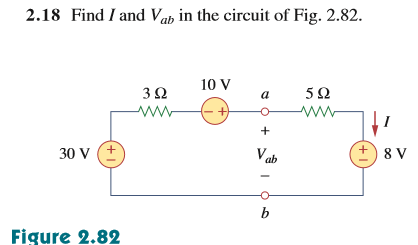 2.18 Find I and Vab in the circuit of Fig. 2.82.
10 V
3 Ω
a
5 Ω
− +
I
+
30 V
+
−
Vab
+
−
8 V
−
b
Figure 2.82